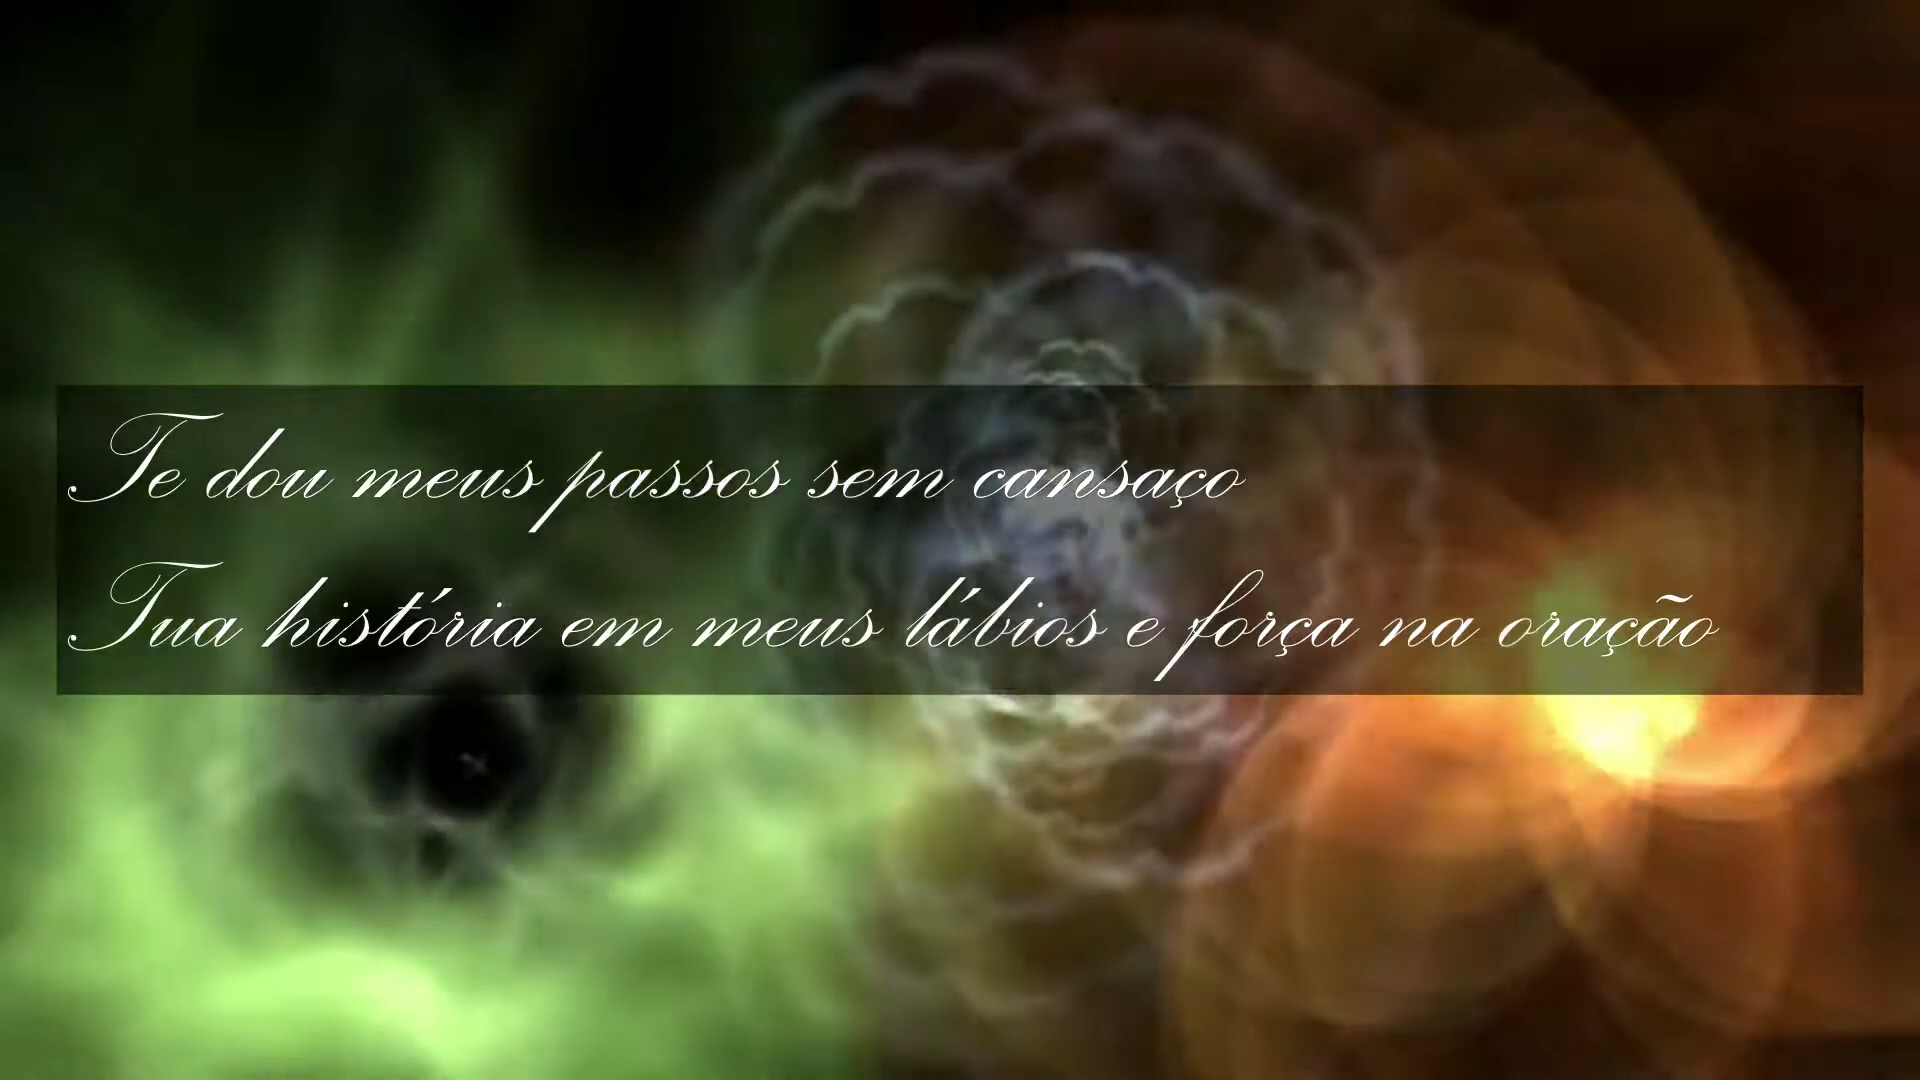 Te dou meus passos sem cansaço
Tua história em meus lábios e força na oração